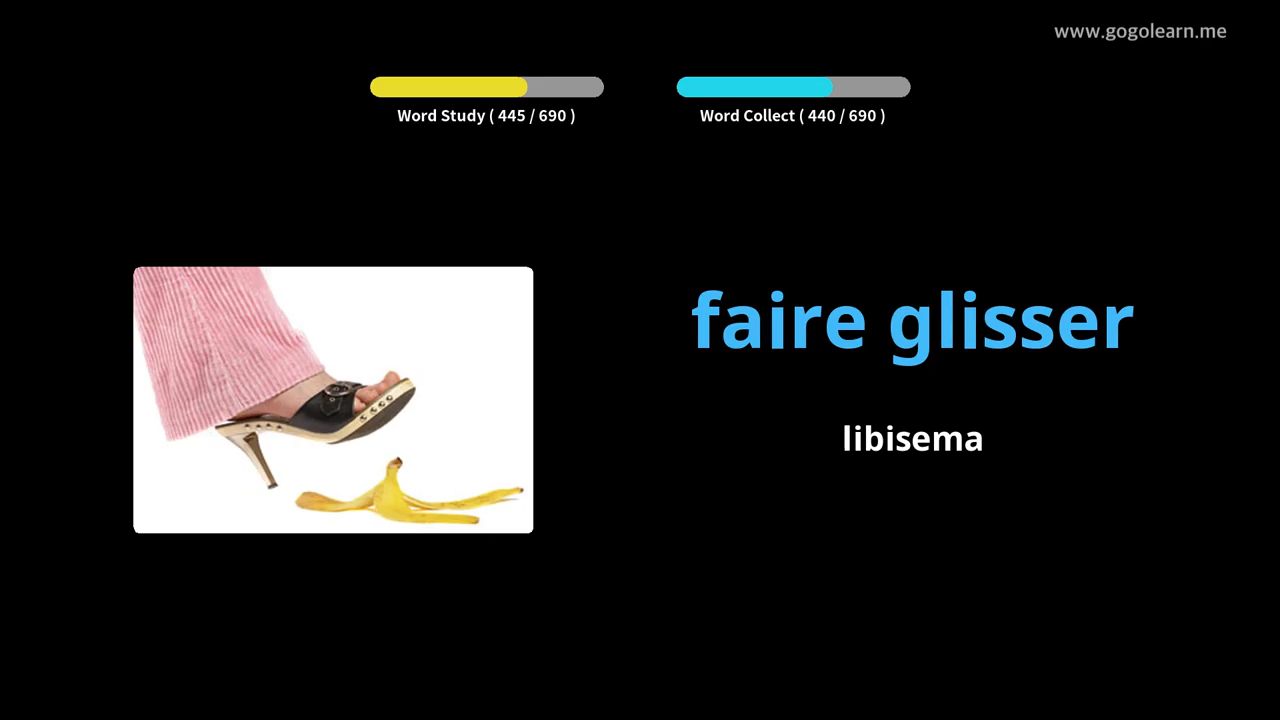 www.gogolearn.me
Word Study ( 445 / 690 )
Word Collect ( 440 / 690 )
faire glisser
libisema